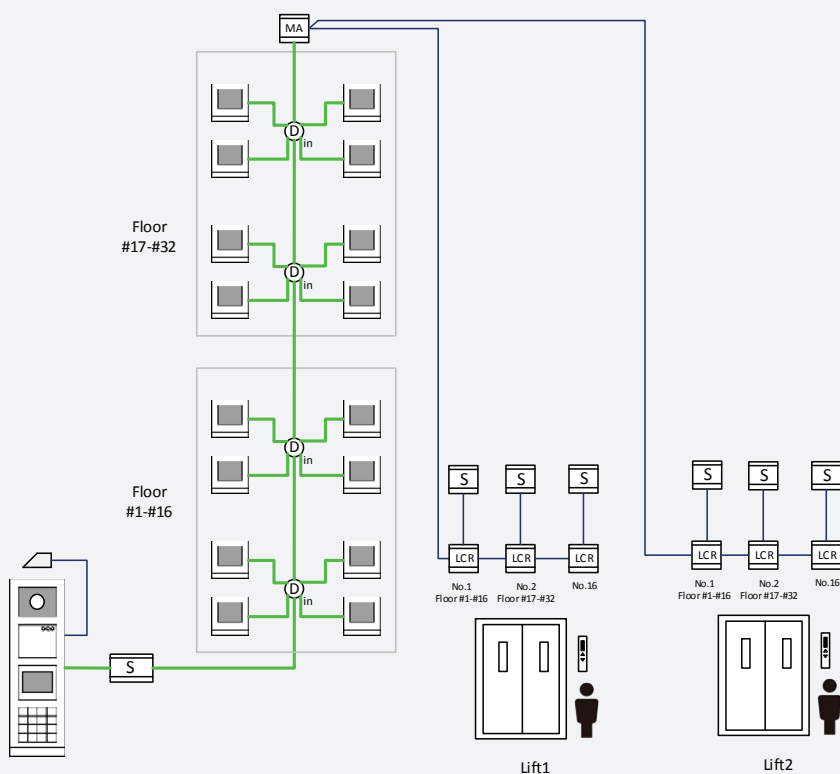 MA
D
in
Floor
#17-#32
D
in
D
in
Floor
#1-#16
D
in
S
S S S
LCR LCR LCR
No.1 No.2 No.16
Floor #1-#16 Floor #17-#32
Lift1
S S S
LCR LCR LCR
No.1 No.2 No.16
Floor #1-#16 Floor #17-#32
Lift2